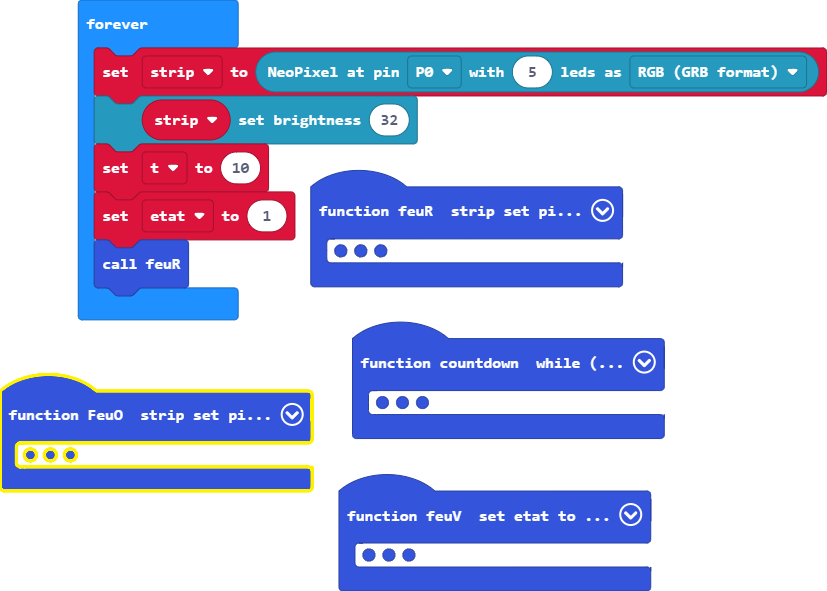 forever
set strip to NeoPixel at pin P0 with 5 leds as RGB (GRB format)
strip set brightness 32
set t to 10
set etat to 1
call feuR
function feuR strip set pi...
function countdown while (...
function FeuO strip set pi...
function feuV set etat to ...